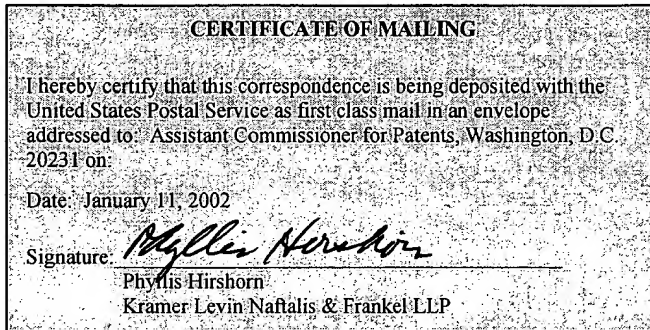 CERTIFICATE OF MAILING
I hereby certify that this correspondence is being deposited with the
United States Postal Service as first class mail in an envelope
addressed to: Assistant Commissioner for Patents, Washington, D.C.
20231 on:
Date: January 11, 2002
Signature: Phyllis Hirshorn
Phyllis Hirshorn
Kramer Levin Naftalis & Frankel LLP